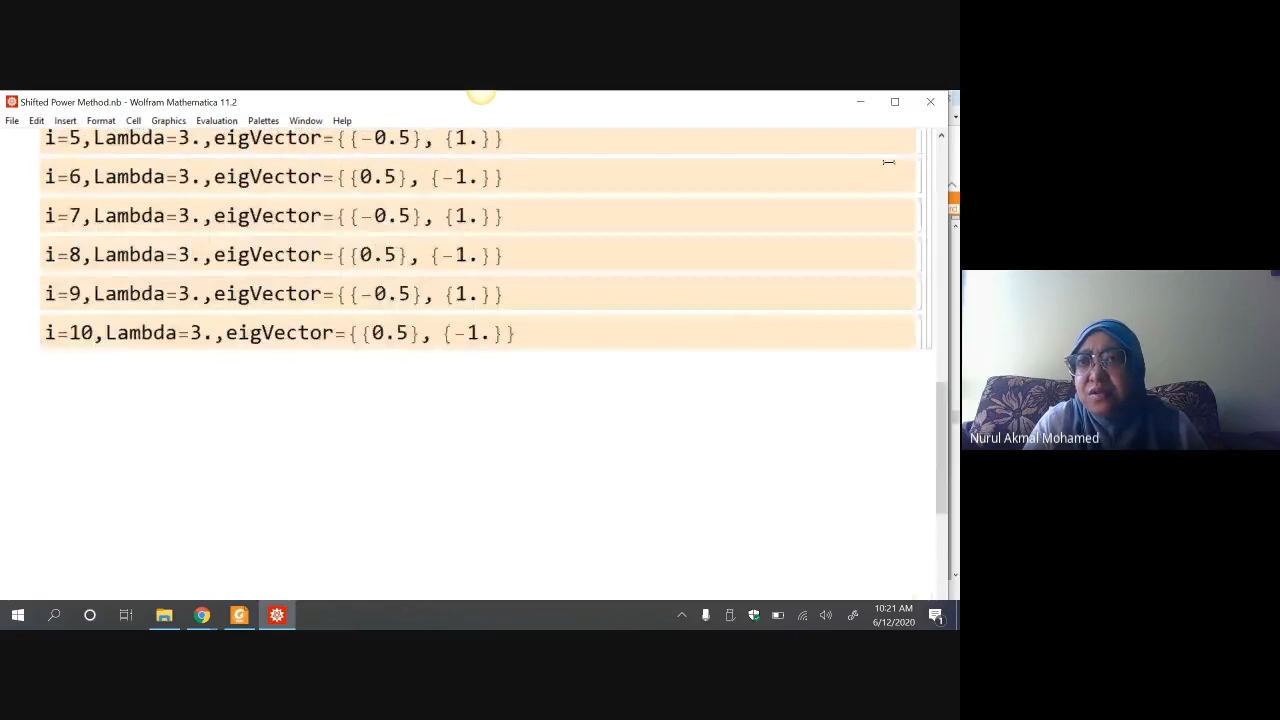 Shifted Power Method.nb - Wolfram Mathematica 11.2
File Edit Insert Format Cell Graphics Evaluation Palettes Window Help
i=5,Lambda=3.,eigVector={{-0.5}, {1.}}
i=6,Lambda=3.,eigVector={{0.5}, {-1.}}
i=7,Lambda=3.,eigVector={{-0.5}, {1.}}
i=8,Lambda=3.,eigVector={{0.5}, {-1.}}
i=9,Lambda=3.,eigVector={{-0.5}, {1.}}
i=10,Lambda=3.,eigVector={{0.5}, {-1.}}
Nurul Akmal Mohamed
10:21 AM
6/12/2020
1